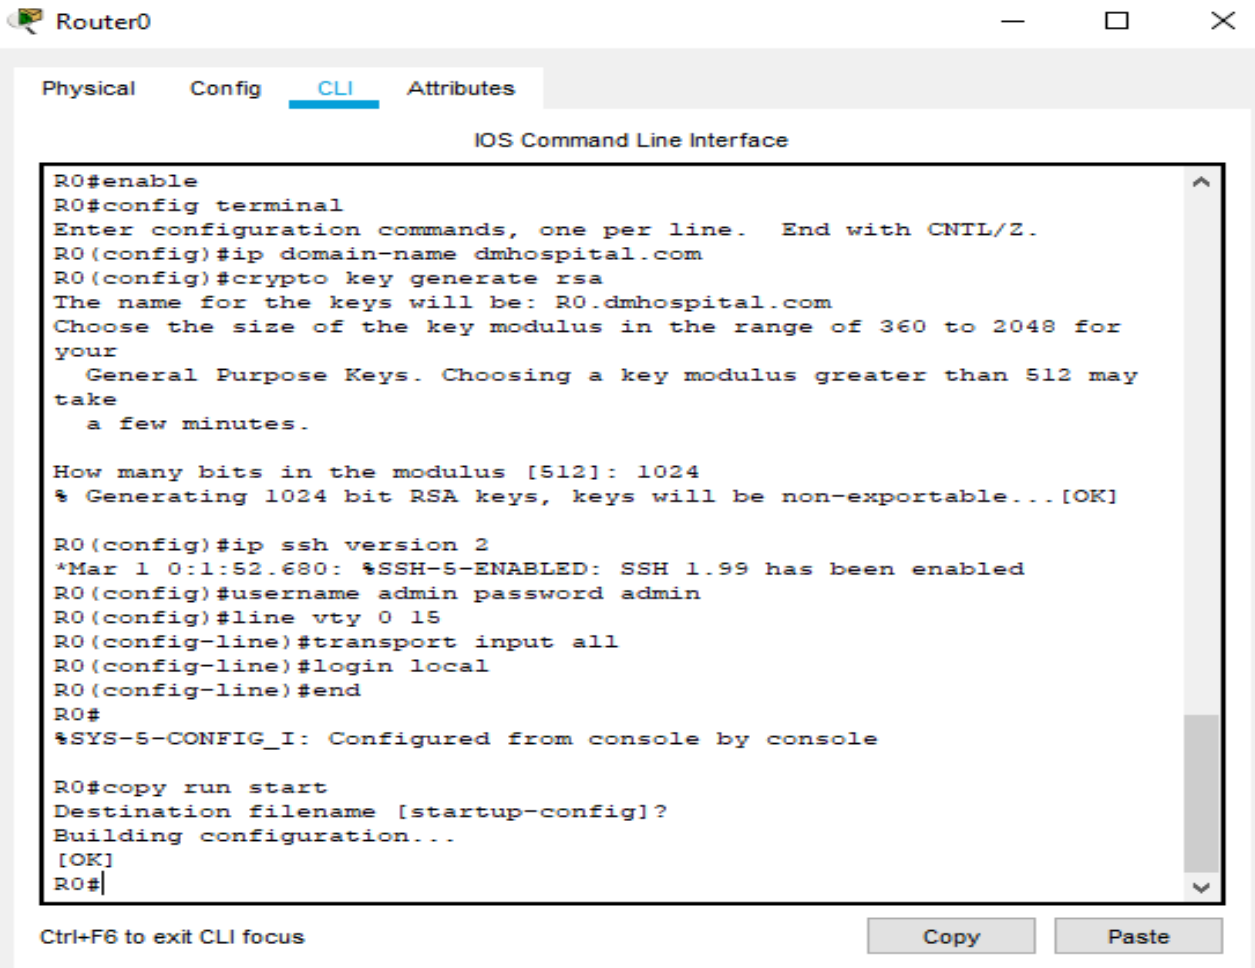 Router0
Physical Config CLI Attributes
IOS Command Line Interface
R0#enable
R0#config terminal
Enter configuration commands, one per line.  End with CNTL/Z.
R0(config)#ip domain-name dmhospital.com
R0(config)#crypto key generate rsa
The name for the keys will be: R0.dmhospital.com
Choose the size of the key modulus in the range of 360 to 2048 for
your
  General Purpose Keys. Choosing a key modulus greater than 512 may
take
  a few minutes.
How many bits in the modulus [512]: 1024
% Generating 1024 bit RSA keys, keys will be non-exportable...[OK]
R0(config)#ip ssh version 2
*Mar 1 0:1:52.680: %SSH-5-ENABLED: SSH 1.99 has been enabled
R0(config)#username admin password admin
R0(config)#line vty 0 15
R0(config-line)#transport input all
R0(config-line)#login local
R0(config-line)#end
R0#
%SYS-5-CONFIG_I: Configured from console by console
R0#copy run start
Destination filename [startup-config]?
Building configuration...
[OK]
R0#
Ctrl+F6 to exit CLI focus
Copy Paste